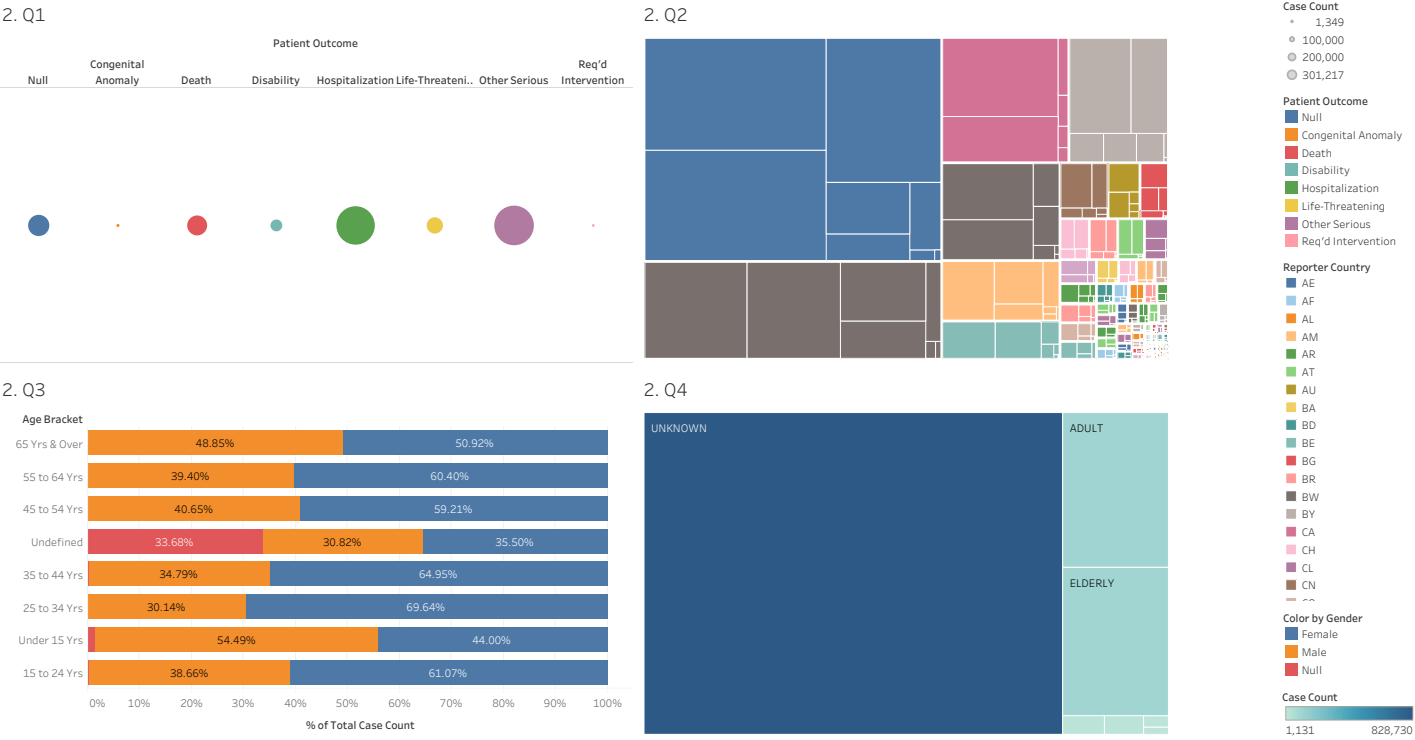 2. Q1
Patient Outcome
Null
Congenital
Anomaly
Death
Disability
Hospitalization
Life-Threateni..
Other Serious
Req'd
Intervention
2. Q2
2. Q3
Age Bracket
65 Yrs & Over
48.85%
50.92%
55 to 64 Yrs
39.40%
60.40%
45 to 54 Yrs
40.65%
59.21%
Undefined
33.68%
30.82%
35.50%
35 to 44 Yrs
34.79%
64.95%
25 to 34 Yrs
30.14%
69.64%
Under 15 Yrs
54.49%
44.00%
15 to 24 Yrs
38.66%
61.07%
0% 10% 20% 30% 40% 50% 60% 70% 80% 90% 100%
% of Total Case Count
2. Q4
UNKNOWN
ADULT
ELDERLY
Case Count
1,349
100,000
200,000
301,217
Patient Outcome
Null
Congenital Anomaly
Death
Disability
Hospitalization
Life-Threatening
Other Serious
Req'd Intervention
Reporter Country
AE
AF
AL
AM
AR
AT
AU
BA
BD
BE
BG
BR
BW
BY
CA
CH
CL
CN
Color by Gender
Female
Male
Null
Case Count
1,131 828,730